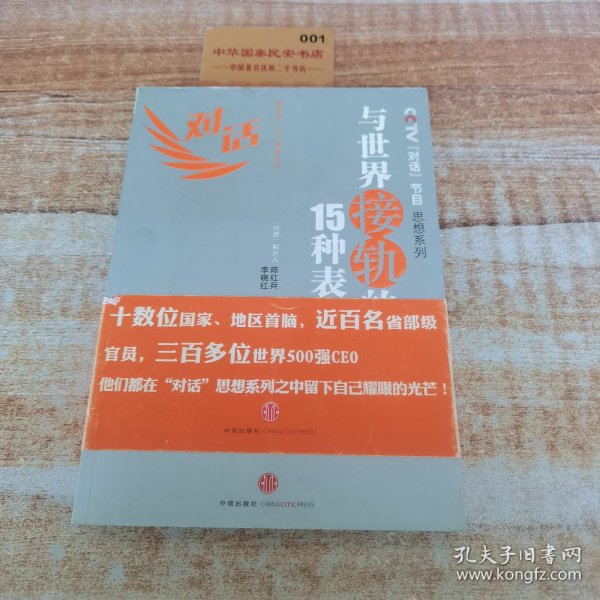 001
中华国泰民安书店
中国著名优质二手书店
CCTV「对话」节目 思想系列
与世界接轨的
15种表
对话
「对话」制片人
陈红兵
李晓红
十数位国家、地区首脑，近百名省部级
官员，三百多位世界500强CEO
他们都在“对话”思想系列之中留下自己耀眼的光芒！
中信出版社·CHINACITICPRESS
中信出版社·CHINACITICPRESS
孔夫子旧书网
www.kongfz.com